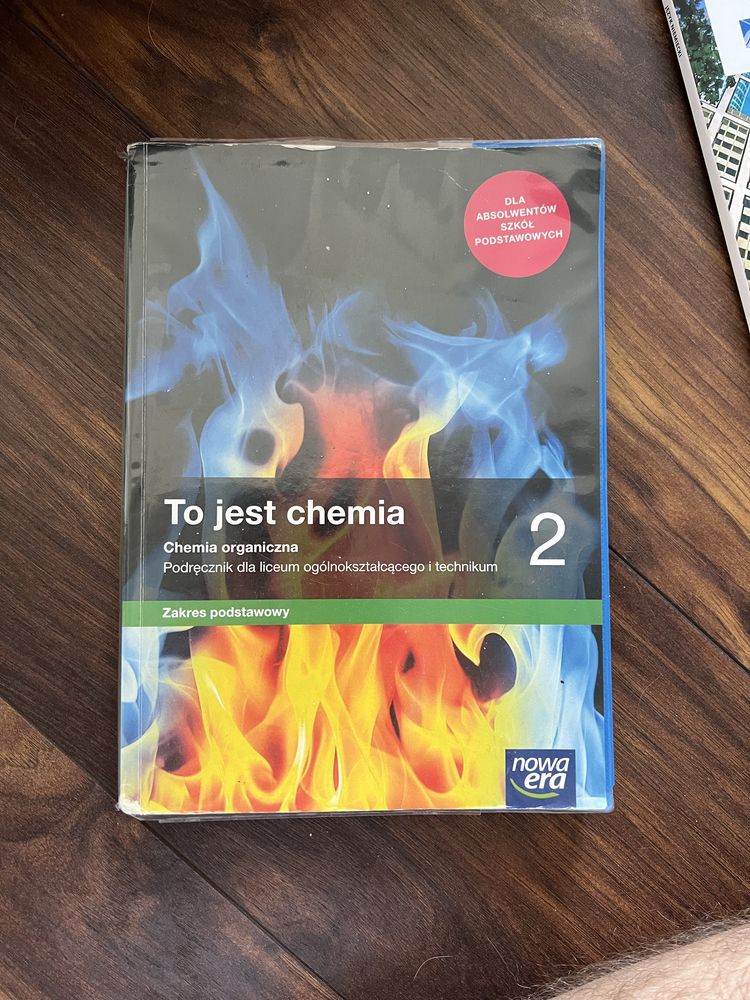 DLA
ABSOLWENTÓW
SZKÓŁ
PODSTAWOWYCH
To jest chemia
2
Chemia organiczna
Podręcznik dla liceum ogólnokształcącego i technikum
Zakres podstawowy
nowa
era